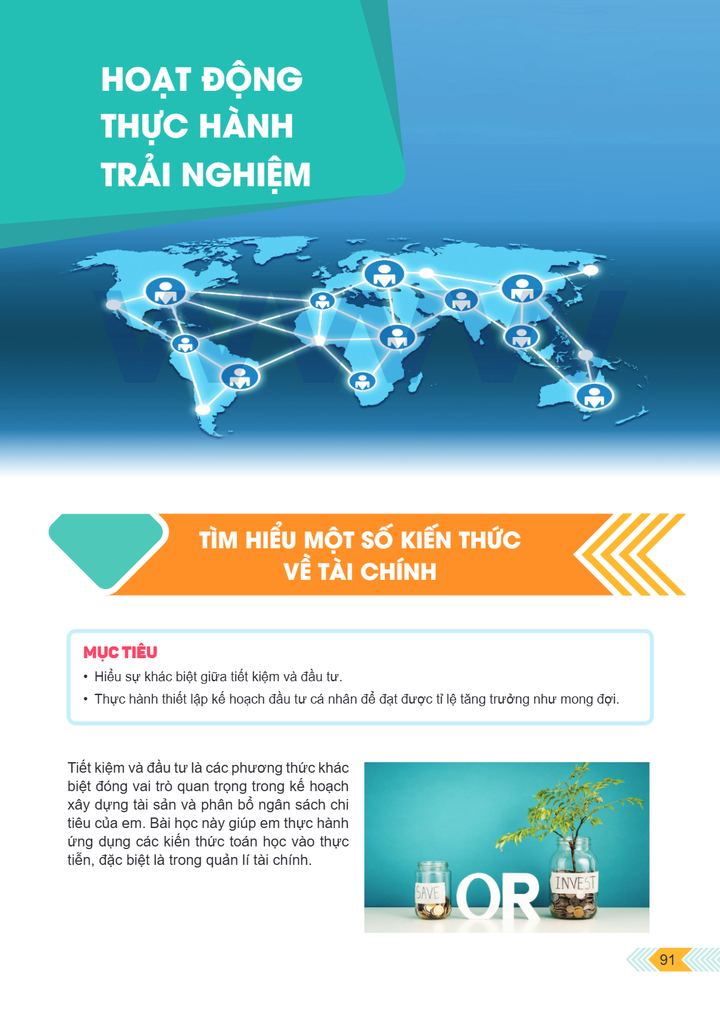 HOẠT ĐỘNG
THỰC HÀNH
TRẢI NGHIỆM
WWW
TÌM HIỂU MỘT SỐ KIẾN THỨC
VỀ TÀI CHÍNH
MỤC TIÊU
• Hiểu sự khác biệt giữa tiết kiệm và đầu tư.
• Thực hành thiết lập kế hoạch đầu tư cá nhân để đạt được tỉ lệ tăng trưởng như mong đợi.
Tiết kiệm và đầu tư là các phương thức khác
biệt đóng vai trò quan trọng trong kế hoạch
xây dựng tài sản và phân bổ ngân sách chi
tiêu của em. Bài học này giúp em thực hành
ứng dụng các kiến thức toán học vào thực
tiễn, đặc biệt là trong quản lí tài chính.
SAVE OR INVEST
91